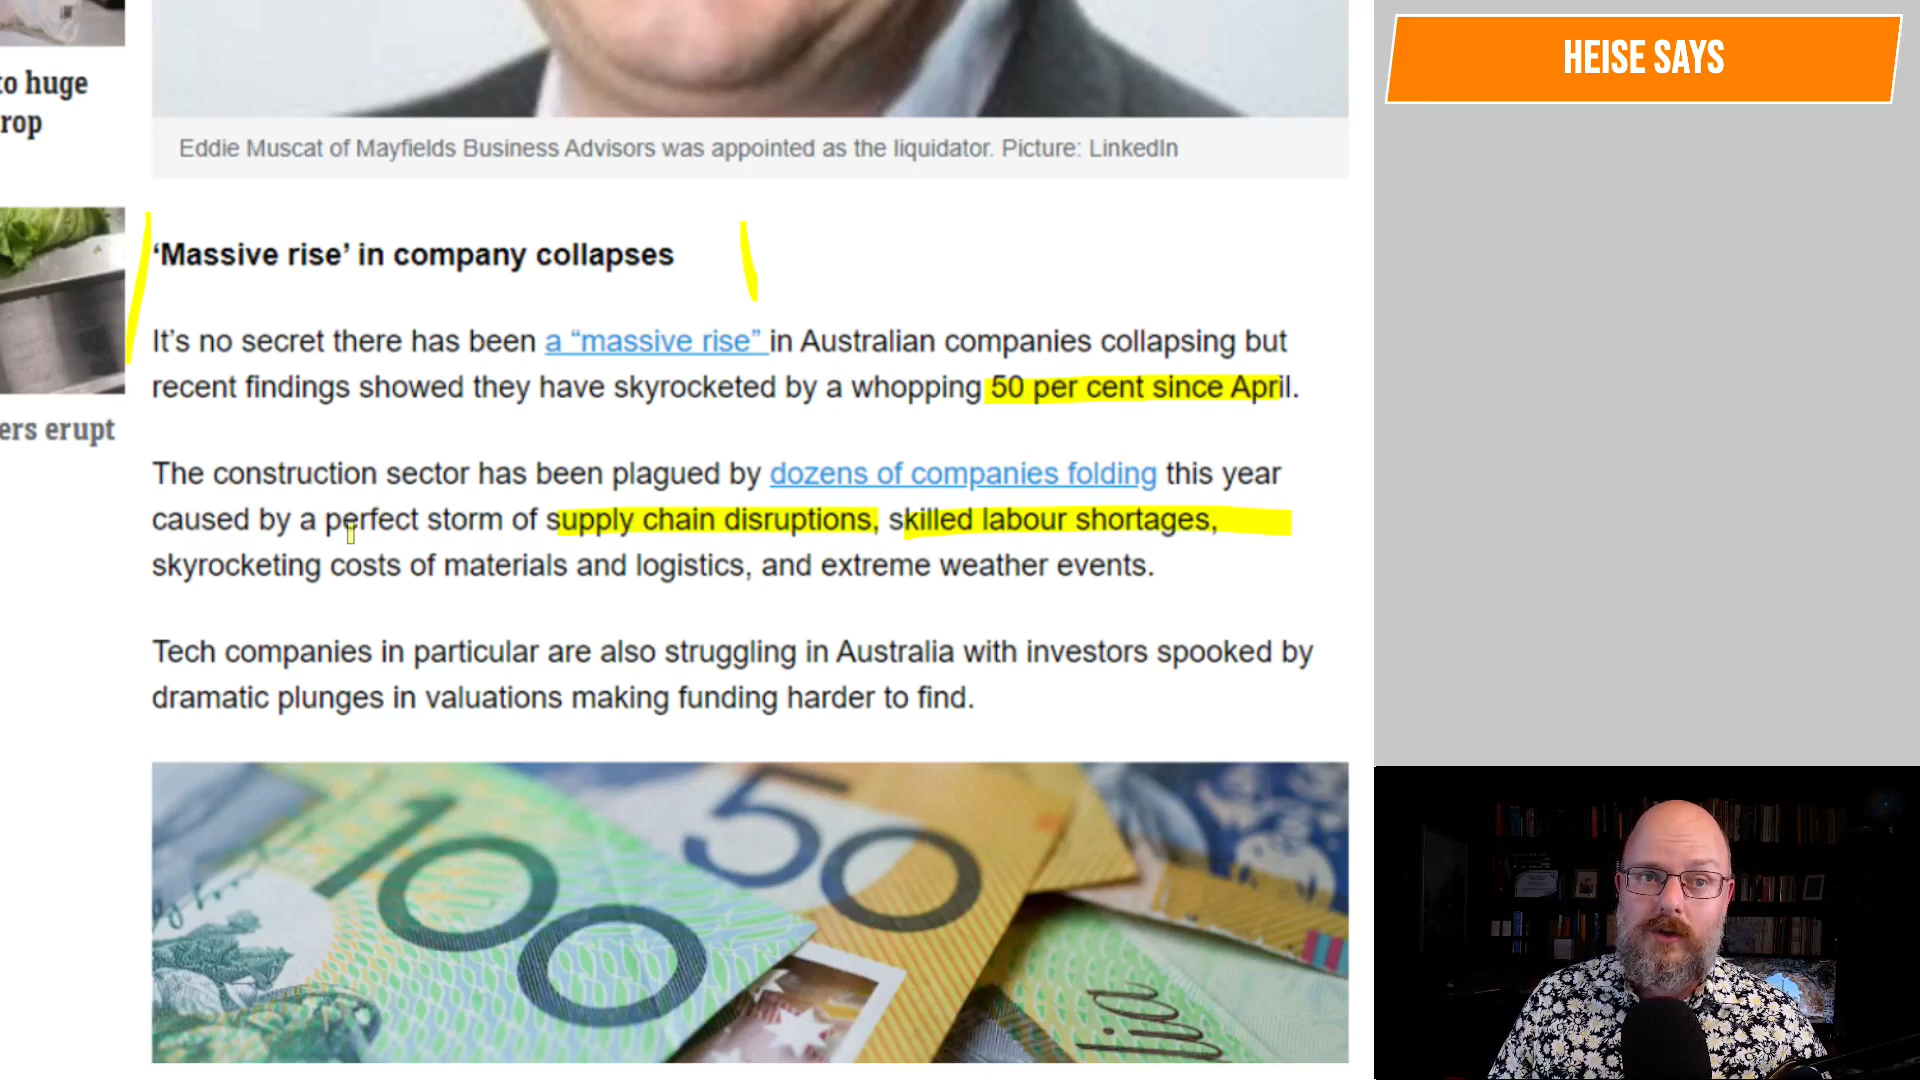 HEISE SAYS
to huge
rop
Eddie Muscat of Mayfields Business Advisors was appointed as the liquidator. Picture: LinkedIn
‘Massive rise’ in company collapses
It’s no secret there has been a “massive rise” in Australian companies collapsing but
recent findings showed they have skyrocketed by a whopping 50 per cent since April.
ers erupt
The construction sector has been plagued by dozens of companies folding this year
caused by a perfect storm of supply chain disruptions, skilled labour shortages,
skyrocketing costs of materials and logistics, and extreme weather events.
Tech companies in particular are also struggling in Australia with investors spooked by
dramatic plunges in valuations making funding harder to find.
100
50